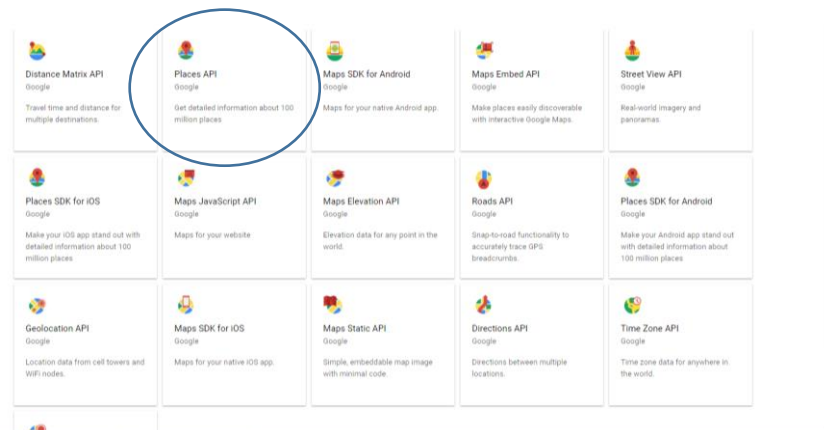 Distance Matrix API
Google
Travel time and distance for
multiple destinations.
Places API
Google
Get detailed information about 100
million places
Maps SDK for Android
Google
Maps for your native Android app.
Maps Embed API
Google
Make places easily discoverable
with interactive Google Maps.
Street View API
Google
Real-world imagery and
panoramas.
Places SDK for iOS
Google
Make your iOS app stand out with
detailed information about 100
million places
Maps JavaScript API
Google
Maps for your website
Maps Elevation API
Google
Elevation data for any point in the
world.
Roads API
Google
Snap-to-road functionality to
accurately trace GPS
breadcrumbs.
Places SDK for Android
Google
Make your Android app stand out
with detailed information about
100 million places
Geolocation API
Google
Location data from cell towers and
WiFi nodes.
Maps SDK for iOS
Google
Maps for your native iOS app.
Maps Static API
Google
Simple, embeddable map image
with minimal code.
Directions API
Google
Directions between multiple
locations.
Time Zone API
Google
Time zone data for anywhere in
the world.